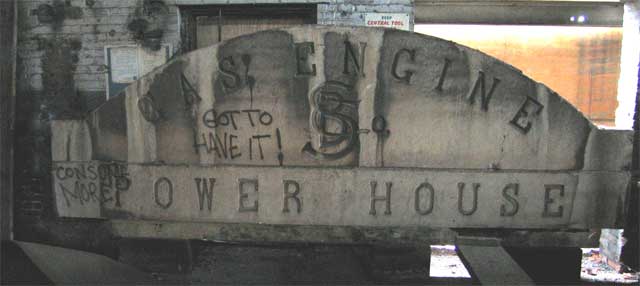 KEEP
CENTRAL TOOL
GAS ENGINE
GOT TO
HAVE IT!
CONSUME
MORE
POWER HOUSE